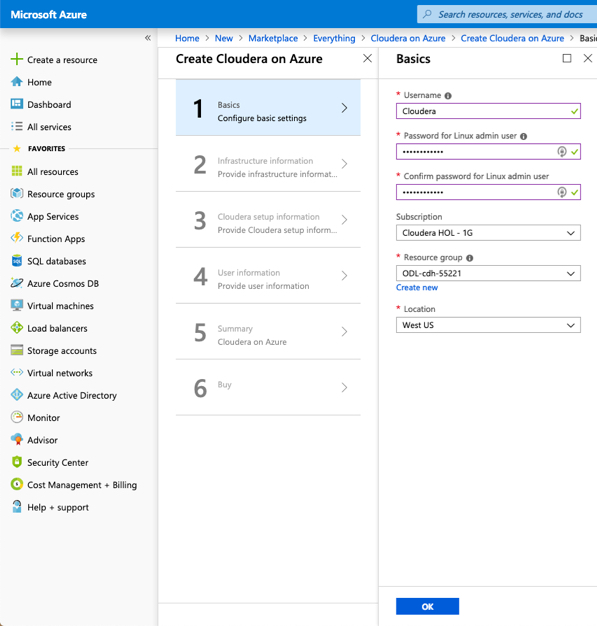 Microsoft Azure
Search resources, services, and docs
Home > New > Marketplace > Everything > Cloudera on Azure > Create Cloudera on Azure > Basi
«
Create a resource
Home
Dashboard
All services
FAVORITES
All resources
Resource groups
App Services
Function Apps
SQL databases
Azure Cosmos DB
Virtual machines
Load balancers
Storage accounts
Virtual networks
Azure Active Directory
Monitor
Advisor
Security Center
Cost Management + Billing
Help + support
Create Cloudera on Azure
1
Basics
Configure basic settings
2
Infrastructure information
Provide infrastructure informat...
3
Cloudera setup information
Provide Cloudera setup inform...
4
User information
Provide user information
5
Summary
Cloudera on Azure
6
Buy
Basics
* Username
Cloudera
* Password for Linux admin user
••••••••••••
* Confirm password for Linux admin user
••••••••••••
Subscription
Cloudera HOL - 1G
* Resource group
ODL-cdh-55221
Create new
* Location
West US
OK